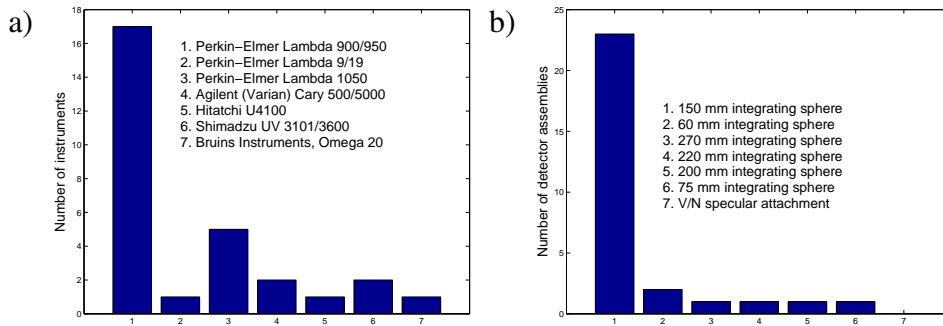 a)
Number of instruments
18
16
14
12
10
8
6
4
2
0
1. Perkin−Elmer Lambda 900/950
2. Perkin−Elmer Lambda 9/19
3. Perkin−Elmer Lambda 1050
4. Agilent (Varian) Cary 500/5000
5. Hitatchi U4100
6. Shimadzu UV 3101/3600
7. Bruins Instruments, Omega 20
1 2 3 4 5 6 7
b)
Number of detector assemblies
25
20
15
10
5
0
1. 150 mm integrating sphere
2. 60 mm integrating sphere
3. 270 mm integrating sphere
4. 220 mm integrating sphere
5. 200 mm integrating sphere
6. 75 mm integrating sphere
7. V/N specular attachment
1 2 3 4 5 6 7